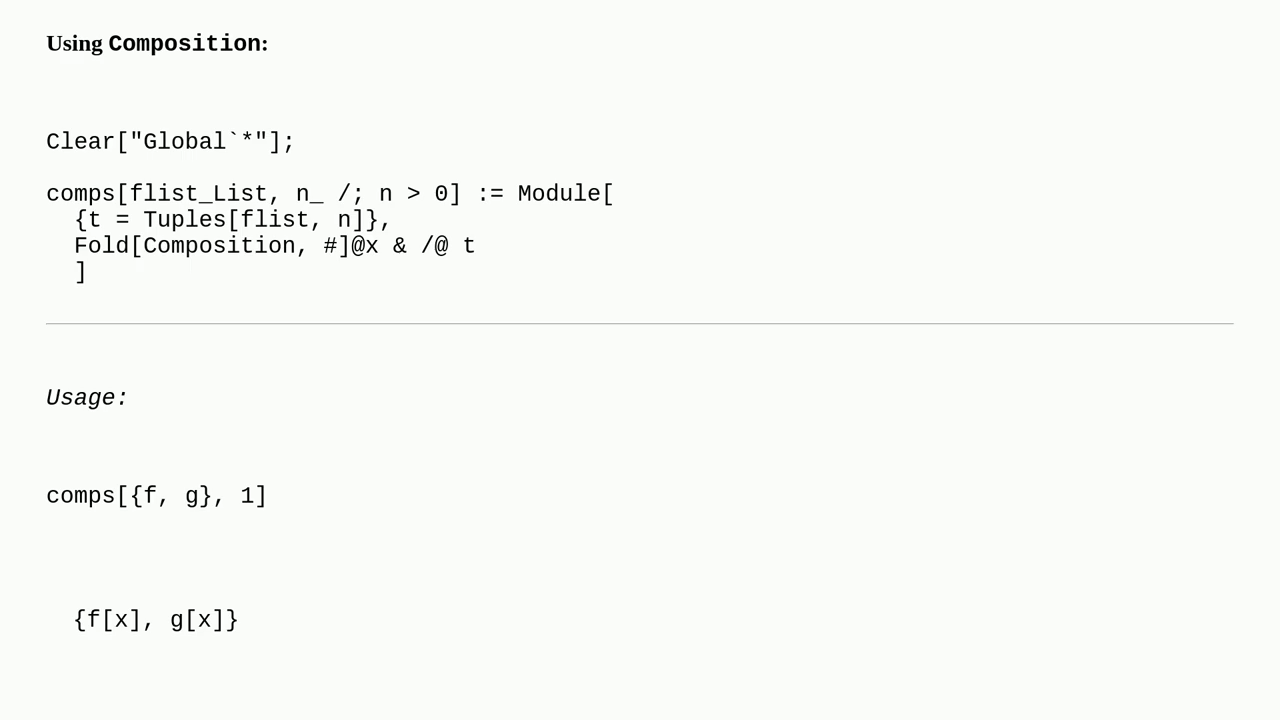 Using Composition:
Clear["Global`*"];
comps[flist_List, n_ /; n > 0] := Module[
  {t = Tuples[flist, n]},
  Fold[Composition, #]@x & /@ t
  ]
Usage:
comps[{f, g}, 1]
{f[x], g[x]}